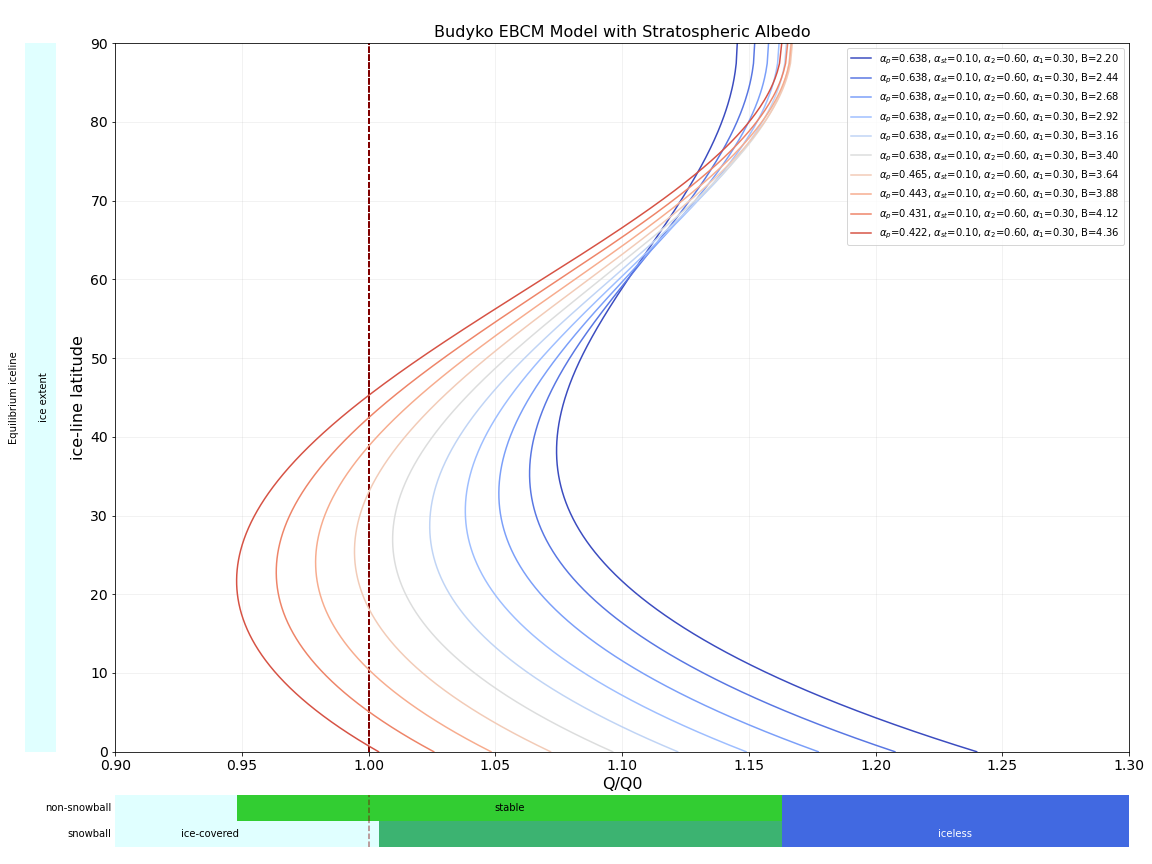 Budyko EBCM Model with Stratospheric Albedo
αp=0.638, αst=0.10, α2=0.60, α1=0.30, B=2.20
αp=0.638, αst=0.10, α2=0.60, α1=0.30, B=2.44
αp=0.638, αst=0.10, α2=0.60, α1=0.30, B=2.68
αp=0.638, αst=0.10, α2=0.60, α1=0.30, B=2.92
αp=0.638, αst=0.10, α2=0.60, α1=0.30, B=3.16
αp=0.638, αst=0.10, α2=0.60, α1=0.30, B=3.40
αp=0.465, αst=0.10, α2=0.60, α1=0.30, B=3.64
αp=0.443, αst=0.10, α2=0.60, α1=0.30, B=3.88
αp=0.431, αst=0.10, α2=0.60, α1=0.30, B=4.12
αp=0.422, αst=0.10, α2=0.60, α1=0.30, B=4.36
Equilibrium iceline
ice extent
ice-line latitude
90
80
70
60
50
40
30
20
10
0
0.90 0.95 1.00 1.05 1.10 1.15 1.20 1.25 1.30
Q/Q0
non-snowball stable
snowball ice-covered iceless